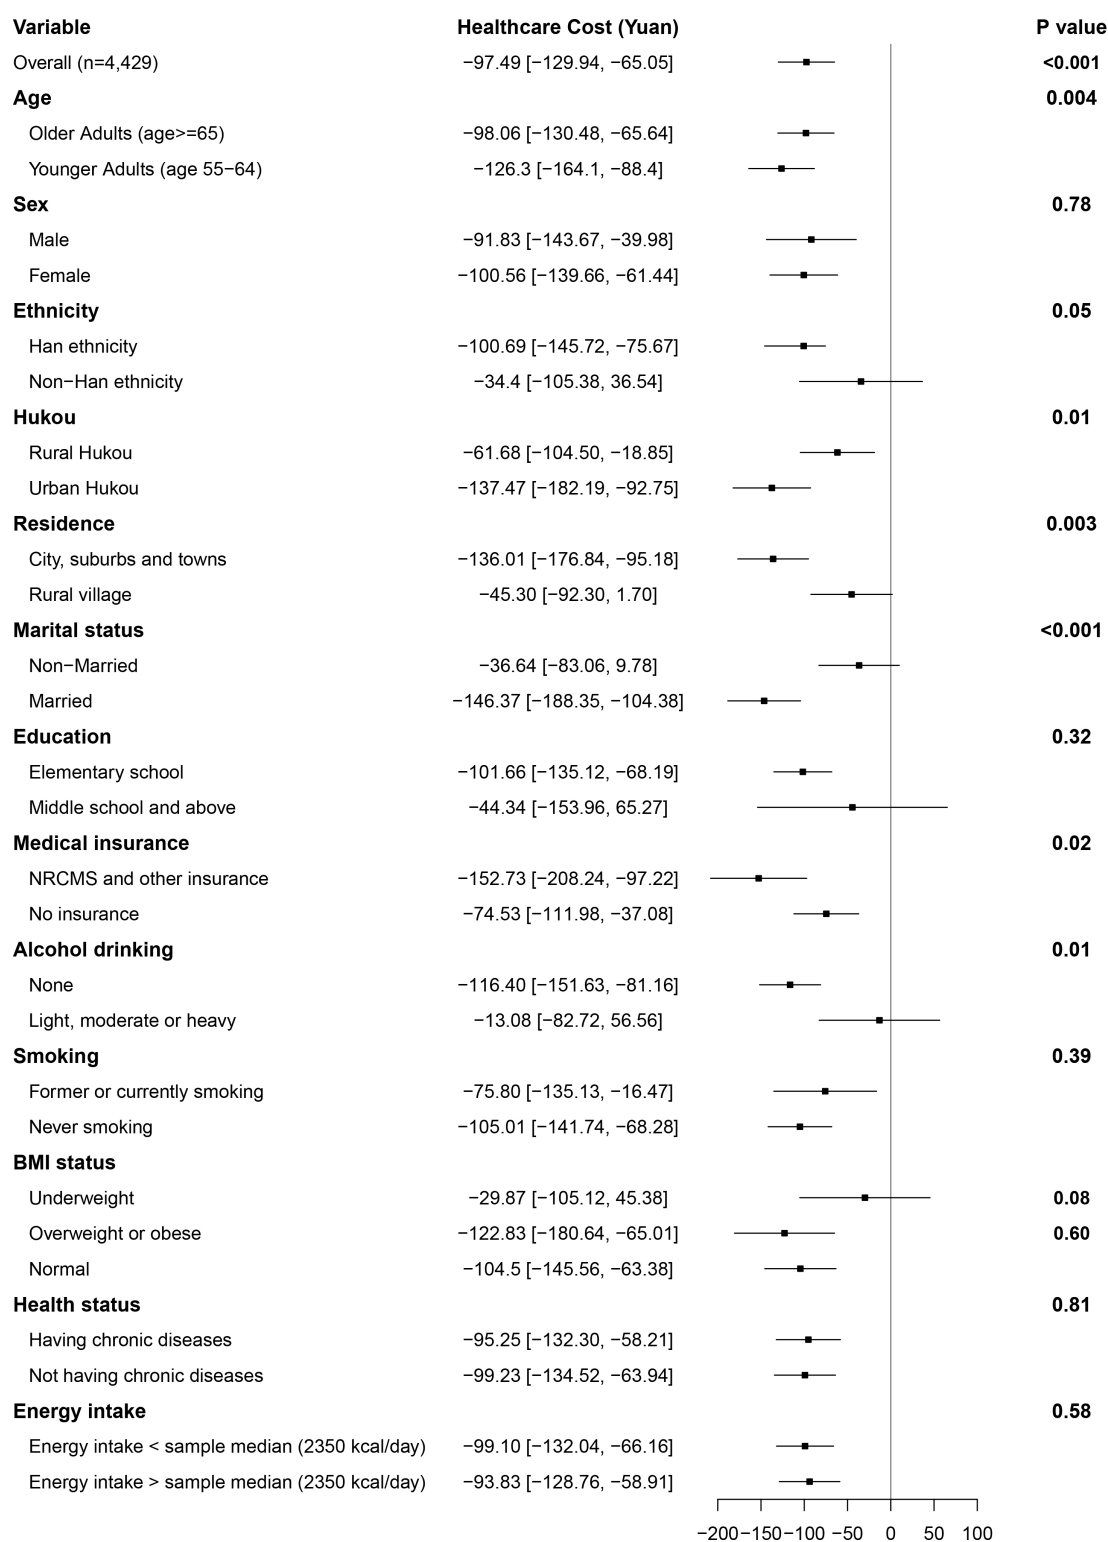 Variable Healthcare Cost (Yuan) P value
Overall (n=4,429) −97.49 [−129.94, −65.05] <0.001
Age 0.004
Older Adults (age>=65) −98.06 [−130.48, −65.64]
Younger Adults (age 55−64) −126.3 [−164.1, −88.4]
Sex 0.78
Male −91.83 [−143.67, −39.98]
Female −100.56 [−139.66, −61.44]
Ethnicity 0.05
Han ethnicity −100.69 [−145.72, −75.67]
Non−Han ethnicity −34.4 [−105.38, 36.54]
Hukou 0.01
Rural Hukou −61.68 [−104.50, −18.85]
Urban Hukou −137.47 [−182.19, −92.75]
Residence 0.003
City, suburbs and towns −136.01 [−176.84, −95.18]
Rural village −45.30 [−92.30, 1.70]
Marital status <0.001
Non−Married −36.64 [−83.06, 9.78]
Married −146.37 [−188.35, −104.38]
Education 0.32
Elementary school −101.66 [−135.12, −68.19]
Middle school and above −44.34 [−153.96, 65.27]
Medical insurance 0.02
NRCMS and other insurance −152.73 [−208.24, −97.22]
No insurance −74.53 [−111.98, −37.08]
Alcohol drinking 0.01
None −116.40 [−151.63, −81.16]
Light, moderate or heavy −13.08 [−82.72, 56.56]
Smoking 0.39
Former or currently smoking −75.80 [−135.13, −16.47]
Never smoking −105.01 [−141.74, −68.28]
BMI status
Underweight −29.87 [−105.12, 45.38] 0.08
Overweight or obese −122.83 [−180.64, −65.01] 0.60
Normal −104.5 [−145.56, −63.38]
Health status 0.81
Having chronic diseases −95.25 [−132.30, −58.21]
Not having chronic diseases −99.23 [−134.52, −63.94]
Energy intake 0.58
Energy intake < sample median (2350 kcal/day) −99.10 [−132.04, −66.16]
Energy intake > sample median (2350 kcal/day) −93.83 [−128.76, −58.91]
−200 −150 −100 −50 0 50 100